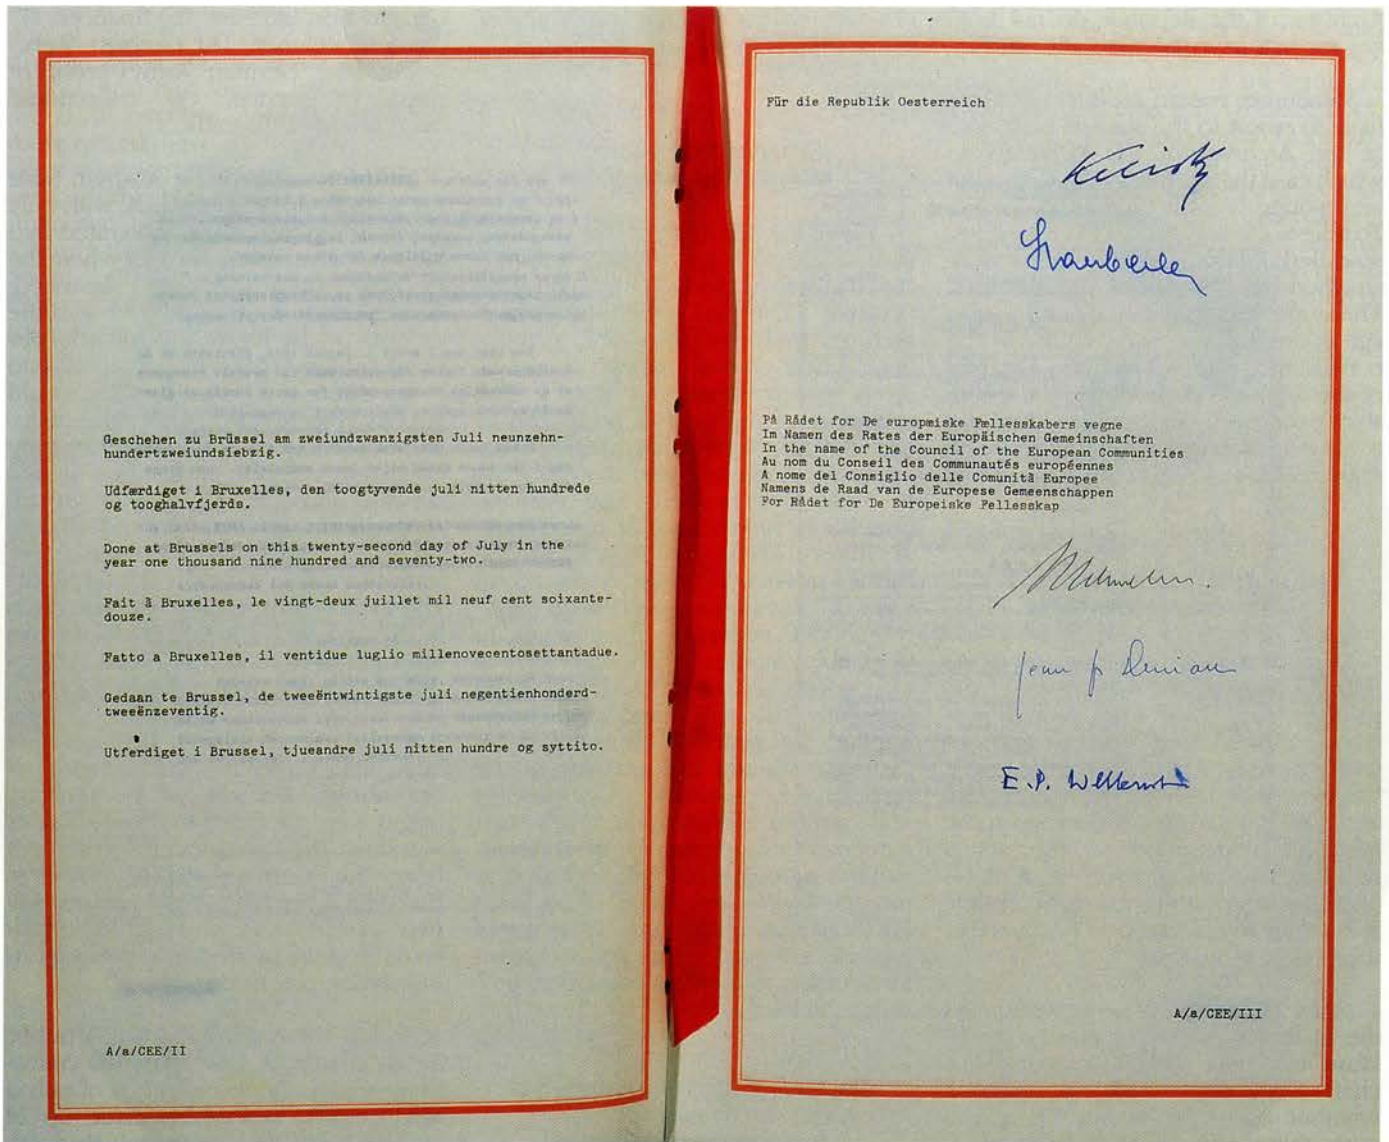 Geschehen zu Brüssel am zweiundzwanzigsten Juli neunzehn-
hundertzweiundsiebzig.
Udfærdiget i Bruxelles, den toogtyvende juli nitten hundrede
og tooghalvfjerds.
Done at Brussels on this twenty-second day of July in the
year one thousand nine hundred and seventy-two.
Fait à Bruxelles, le vingt-deux juillet mil neuf cent soixante-
douze.
Fatto a Bruxelles, il ventidue luglio millenovecentosettantadue.
Gedaan te Brussel, de tweeëntwintigste juli negentienhonderd-
tweeënzeventig.
Utferdiget i Brussel, tjueandre juli nitten hundre og syttito.
A/a/CEE/II
Für die Republik Oesterreich
På Rådet for De europæiske Fællesskabers vegne
Im Namen des Rates der Europäischen Gemeinschaften
In the name of the Council of the European Communities
Au nom du Conseil des Communautés européennes
A nome del Consiglio delle Comunità Europee
Namens de Raad van de Europese Gemeenschappen
For Rådet for De Europeiske Fellesskap
E.P.
A/a/CEE/III